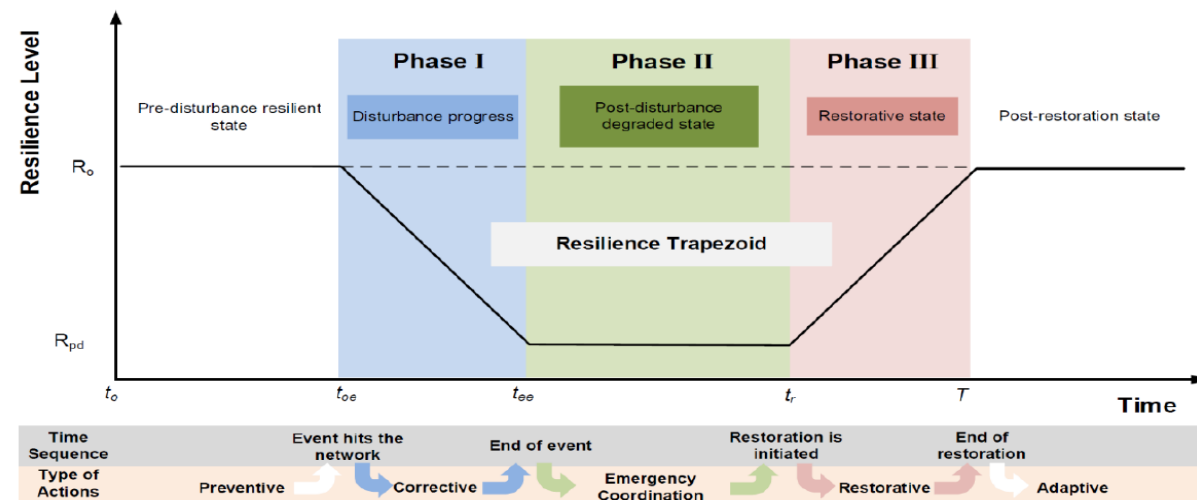 Resilience Level
Phase I
Phase II
Phase III
Pre-disturbance resilient
state
Disturbance progress
Post-disturbance
degraded state
Restorative state
Post-restoration state
Ro
Resilience Trapezoid
Rpd
to
toe
tee
tr
T
Time
Time
Sequence
Event hits the
network
End of event
Restoration is
initiated
End of
restoration
Type of
Actions
Preventive
Corrective
Emergency
Coordination
Restorative
Adaptive